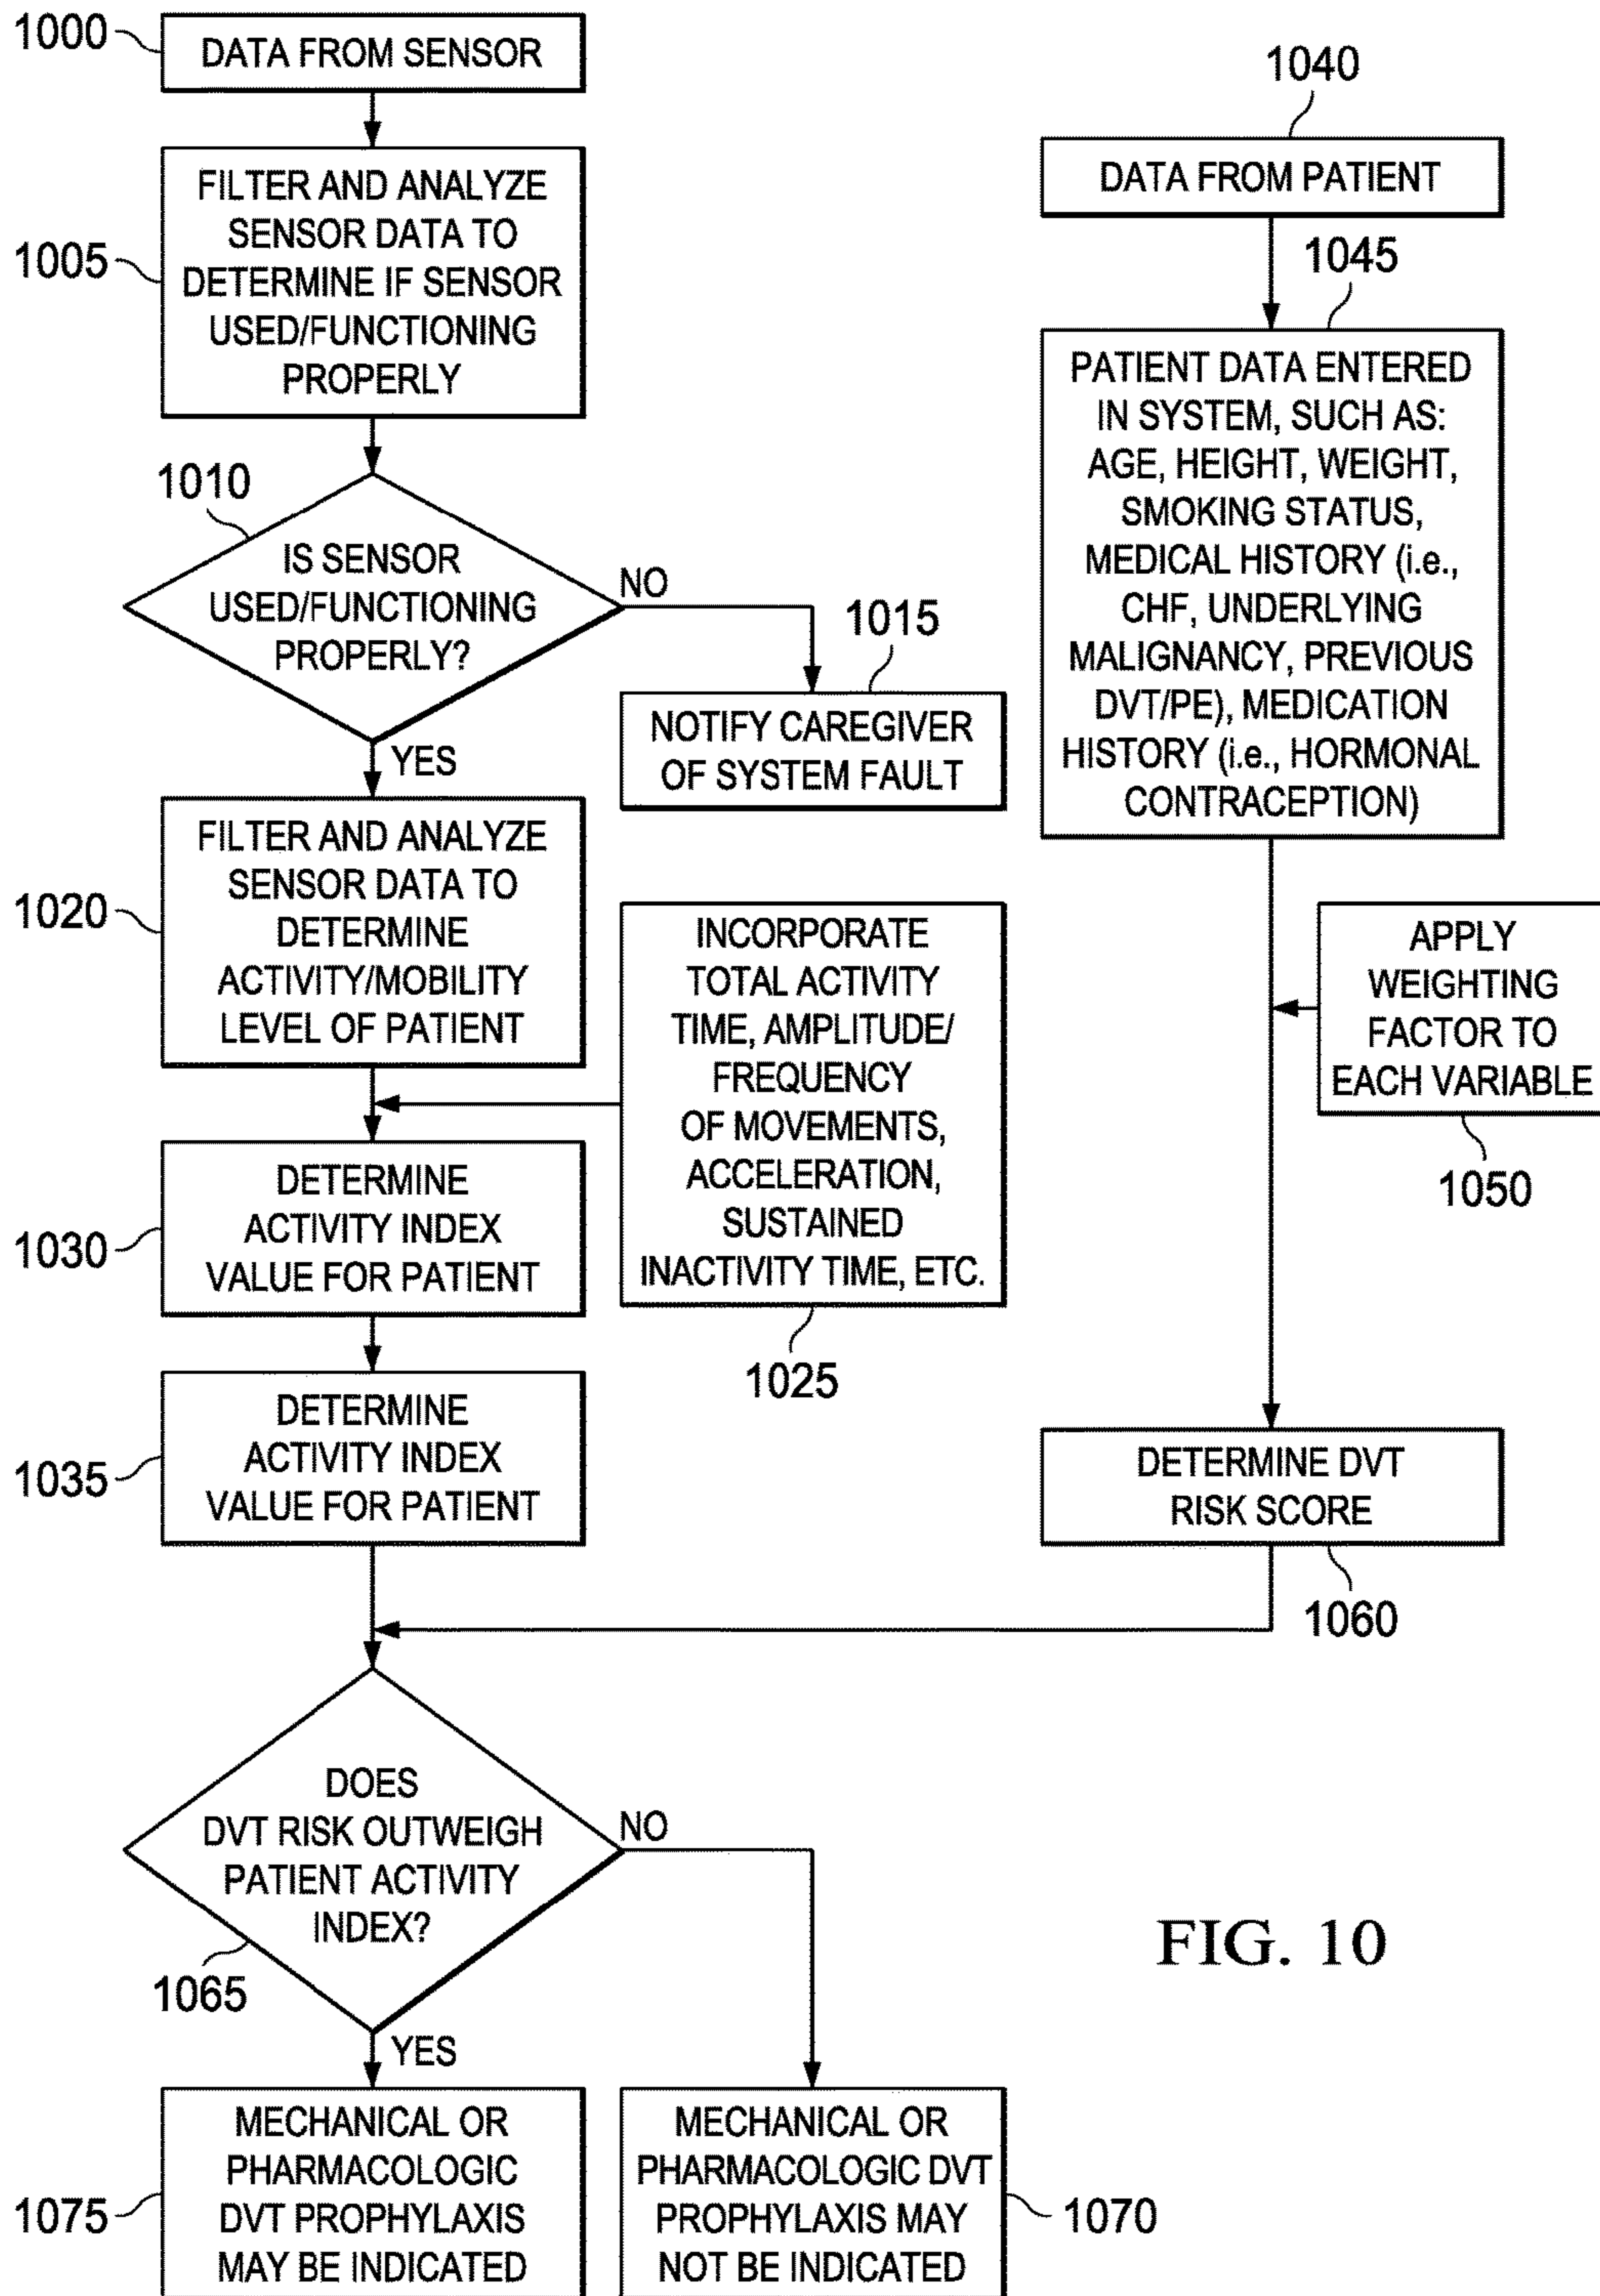 1000
DATA FROM SENSOR
1005
FILTER AND ANALYZE
SENSOR DATA TO
DETERMINE IF SENSOR
USED/FUNCTIONING
PROPERLY
1010
IS SENSOR
USED/FUNCTIONING
PROPERLY?
NO
YES
1015
NOTIFY CAREGIVER
OF SYSTEM FAULT
1020
FILTER AND ANALYZE
SENSOR DATA TO
DETERMINE
ACTIVITY/MOBILITY
LEVEL OF PATIENT
INCORPORATE
TOTAL ACTIVITY
TIME, AMPLITUDE/
FREQUENCY
OF MOVEMENTS,
ACCELERATION,
SUSTAINED
INACTIVITY TIME, ETC.
1025
1030
DETERMINE
ACTIVITY INDEX
VALUE FOR PATIENT
1035
DETERMINE
ACTIVITY INDEX
VALUE FOR PATIENT
1040
DATA FROM PATIENT
1045
PATIENT DATA ENTERED
IN SYSTEM, SUCH AS:
AGE, HEIGHT, WEIGHT,
SMOKING STATUS,
MEDICAL HISTORY (i.e.,
CHF, UNDERLYING
MALIGNANCY, PREVIOUS
DVT/PE), MEDICATION
HISTORY (i.e., HORMONAL
CONTRACEPTION)
APPLY
WEIGHTING
FACTOR TO
EACH VARIABLE
1050
DETERMINE DVT
RISK SCORE
1060
DOES
DVT RISK OUTWEIGH
PATIENT ACTIVITY
INDEX?
1065
NO
YES
1075
MECHANICAL OR
PHARMACOLOGIC
DVT PROPHYLAXIS
MAY BE INDICATED
MECHANICAL OR
PHARMACOLOGIC DVT
PROPHYLAXIS MAY
NOT BE INDICATED
1070
FIG. 10